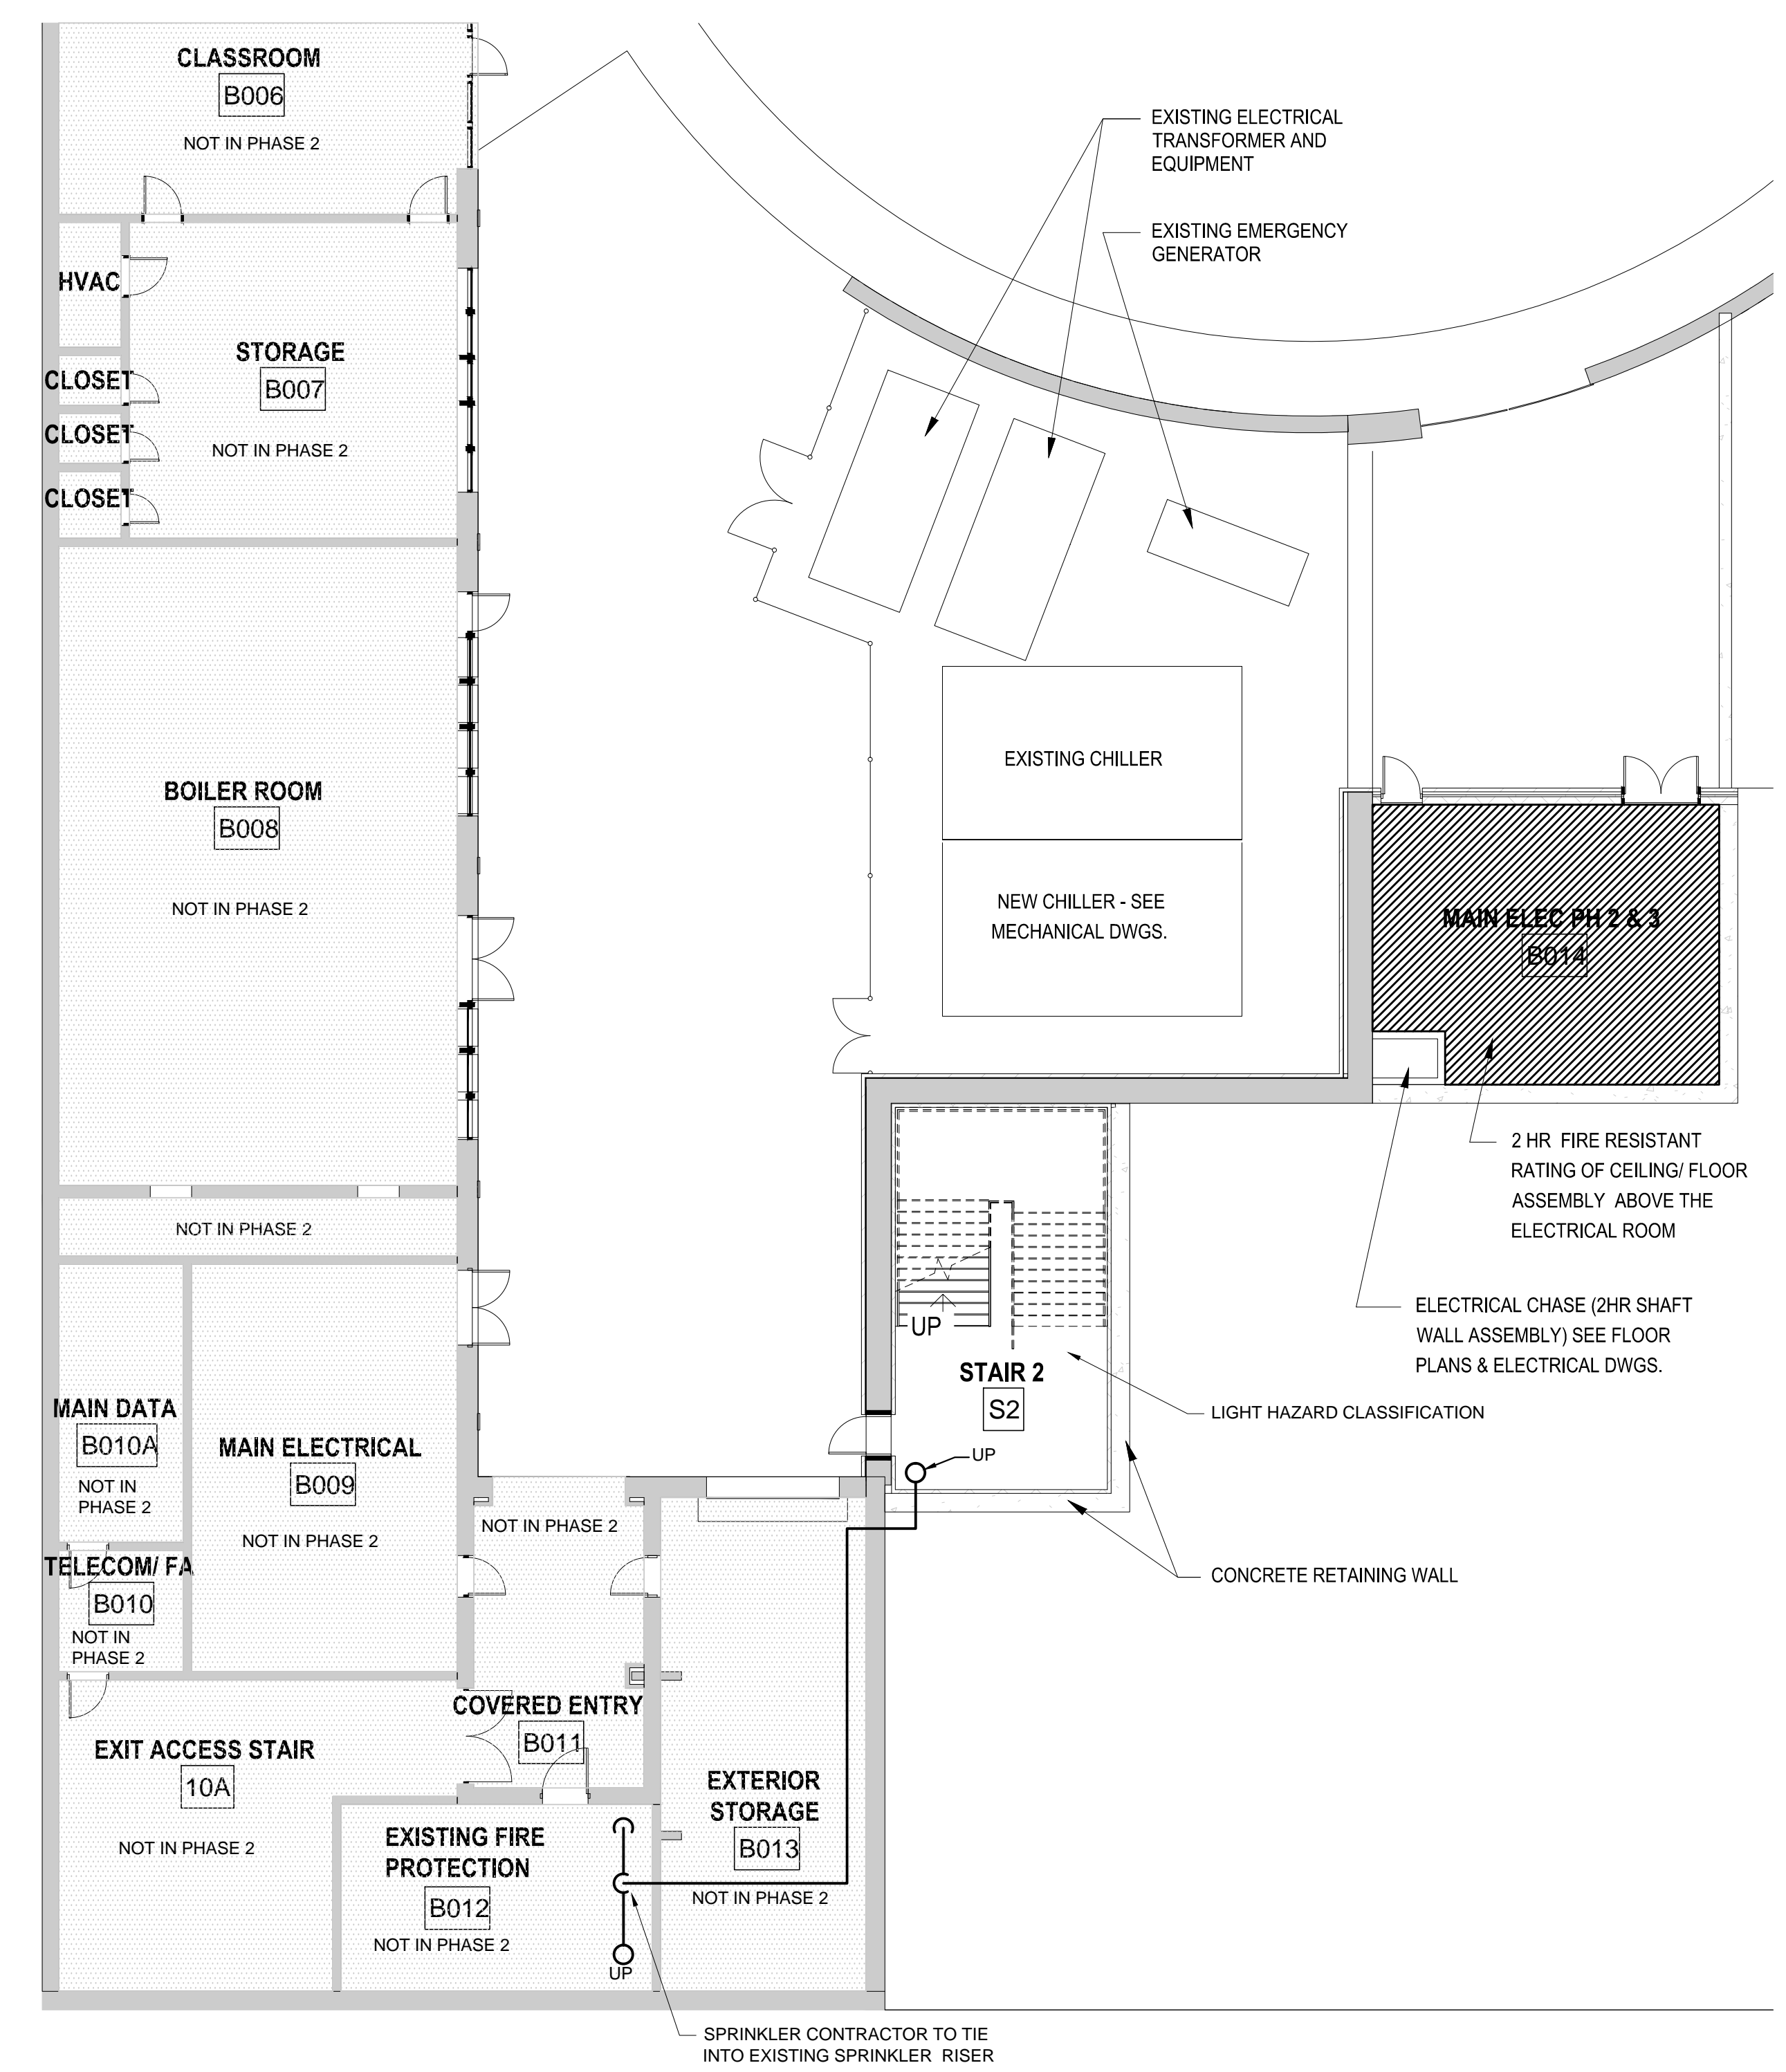 CLASSROOM
B006
NOT IN PHASE 2
EXISTING ELECTRICAL
TRANSFORMER AND
EQUIPMENT
EXISTING EMERGENCY
GENERATOR
HVAC
STORAGE
B007
NOT IN PHASE 2
CLOSET
CLOSET
CLOSET
BOILER ROOM
B008
NOT IN PHASE 2
EXISTING CHILLER
NEW CHILLER - SEE
MECHANICAL DWGS.
MAIN ELEC PH 2 & 3
B014
2 HR FIRE RESISTANT
RATING OF CEILING/ FLOOR
ASSEMBLY ABOVE THE
ELECTRICAL ROOM
NOT IN PHASE 2
ELECTRICAL CHASE (2HR SHAFT
WALL ASSEMBLY) SEE FLOOR
PLANS & ELECTRICAL DWGS.
UP
STAIR 2
S2
LIGHT HAZARD CLASSIFICATION
UP
MAIN DATA
B010A
NOT IN
PHASE 2
MAIN ELECTRICAL
B009
NOT IN PHASE 2
NOT IN PHASE 2
CONCRETE RETAINING WALL
TELECOM/ FA
B010
NOT IN
PHASE 2
COVERED ENTRY
B011
EXIT ACCESS STAIR
10A
NOT IN PHASE 2
EXTERIOR
STORAGE
B013
NOT IN PHASE 2
EXISTING FIRE
PROTECTION
B012
NOT IN PHASE 2
UP
SPRINKLER CONTRACTOR TO TIE
INTO EXISTING SPRINKLER RISER